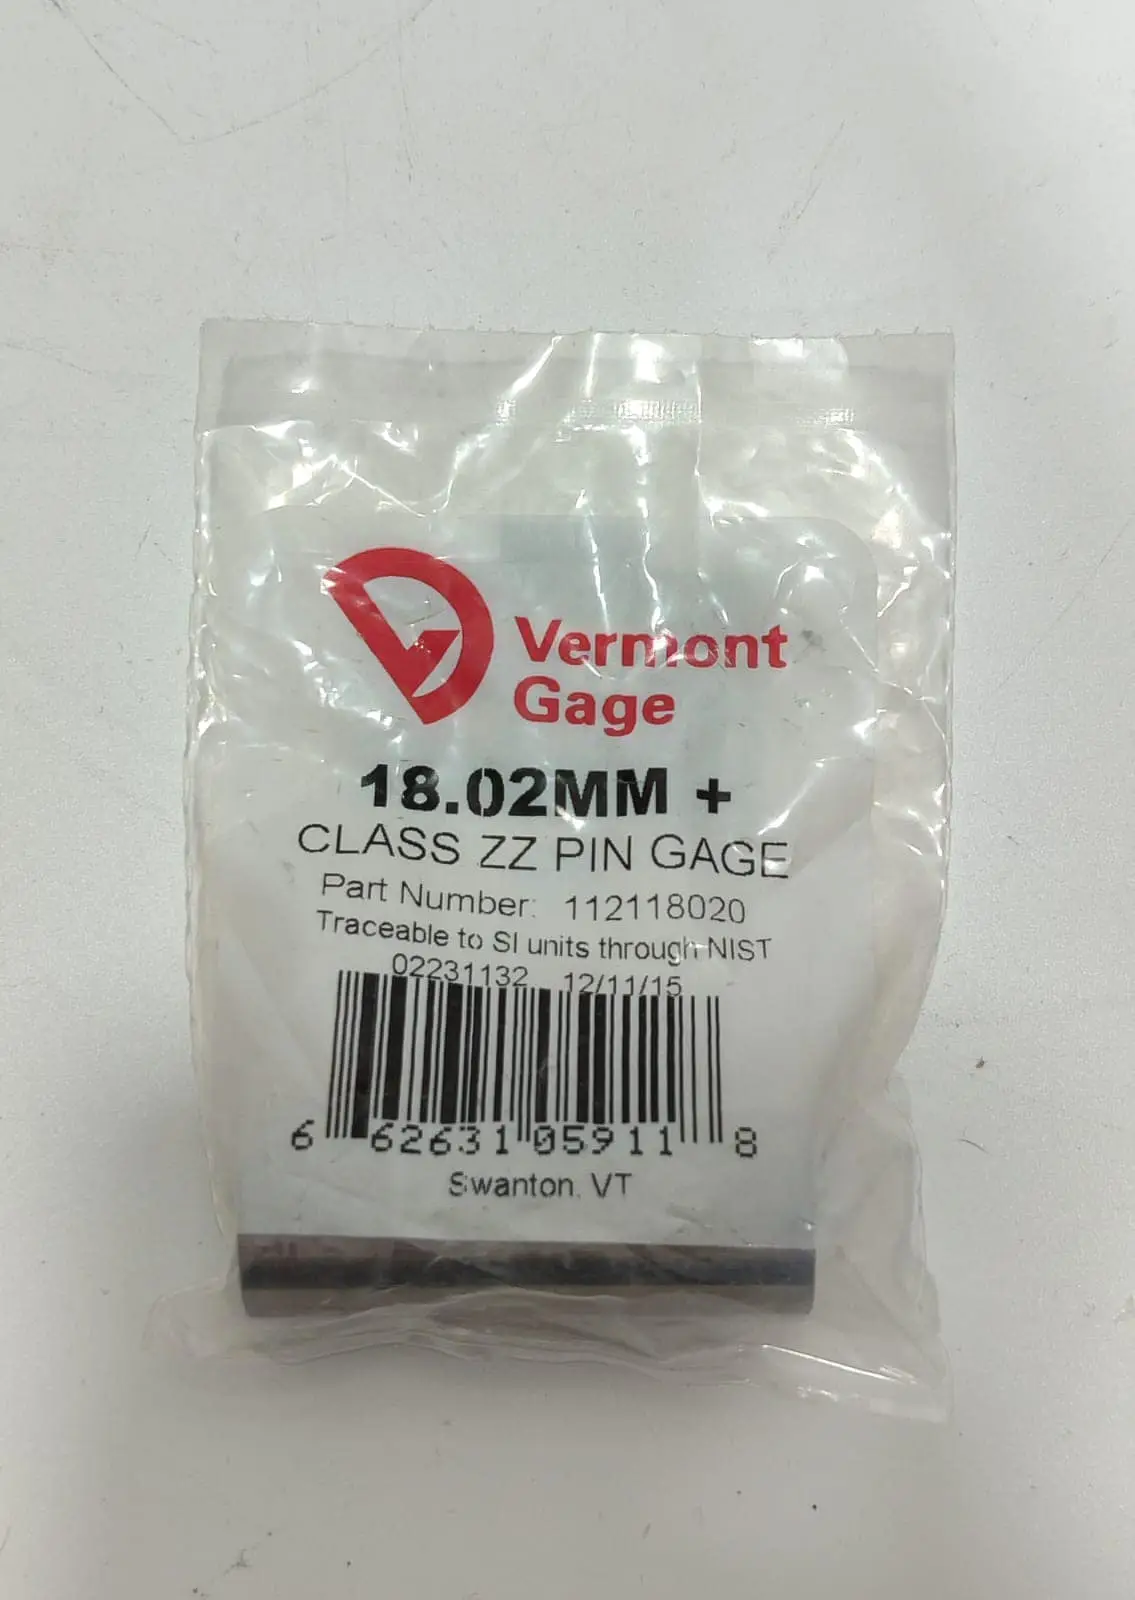 Vermont
Gage
18.02MM +
CLASS ZZ PIN GAGE
Part Number: 112118020
Traceable to SI units through NIST
02231132 12/11/15
6 62631 05911 8
Swanton, VT